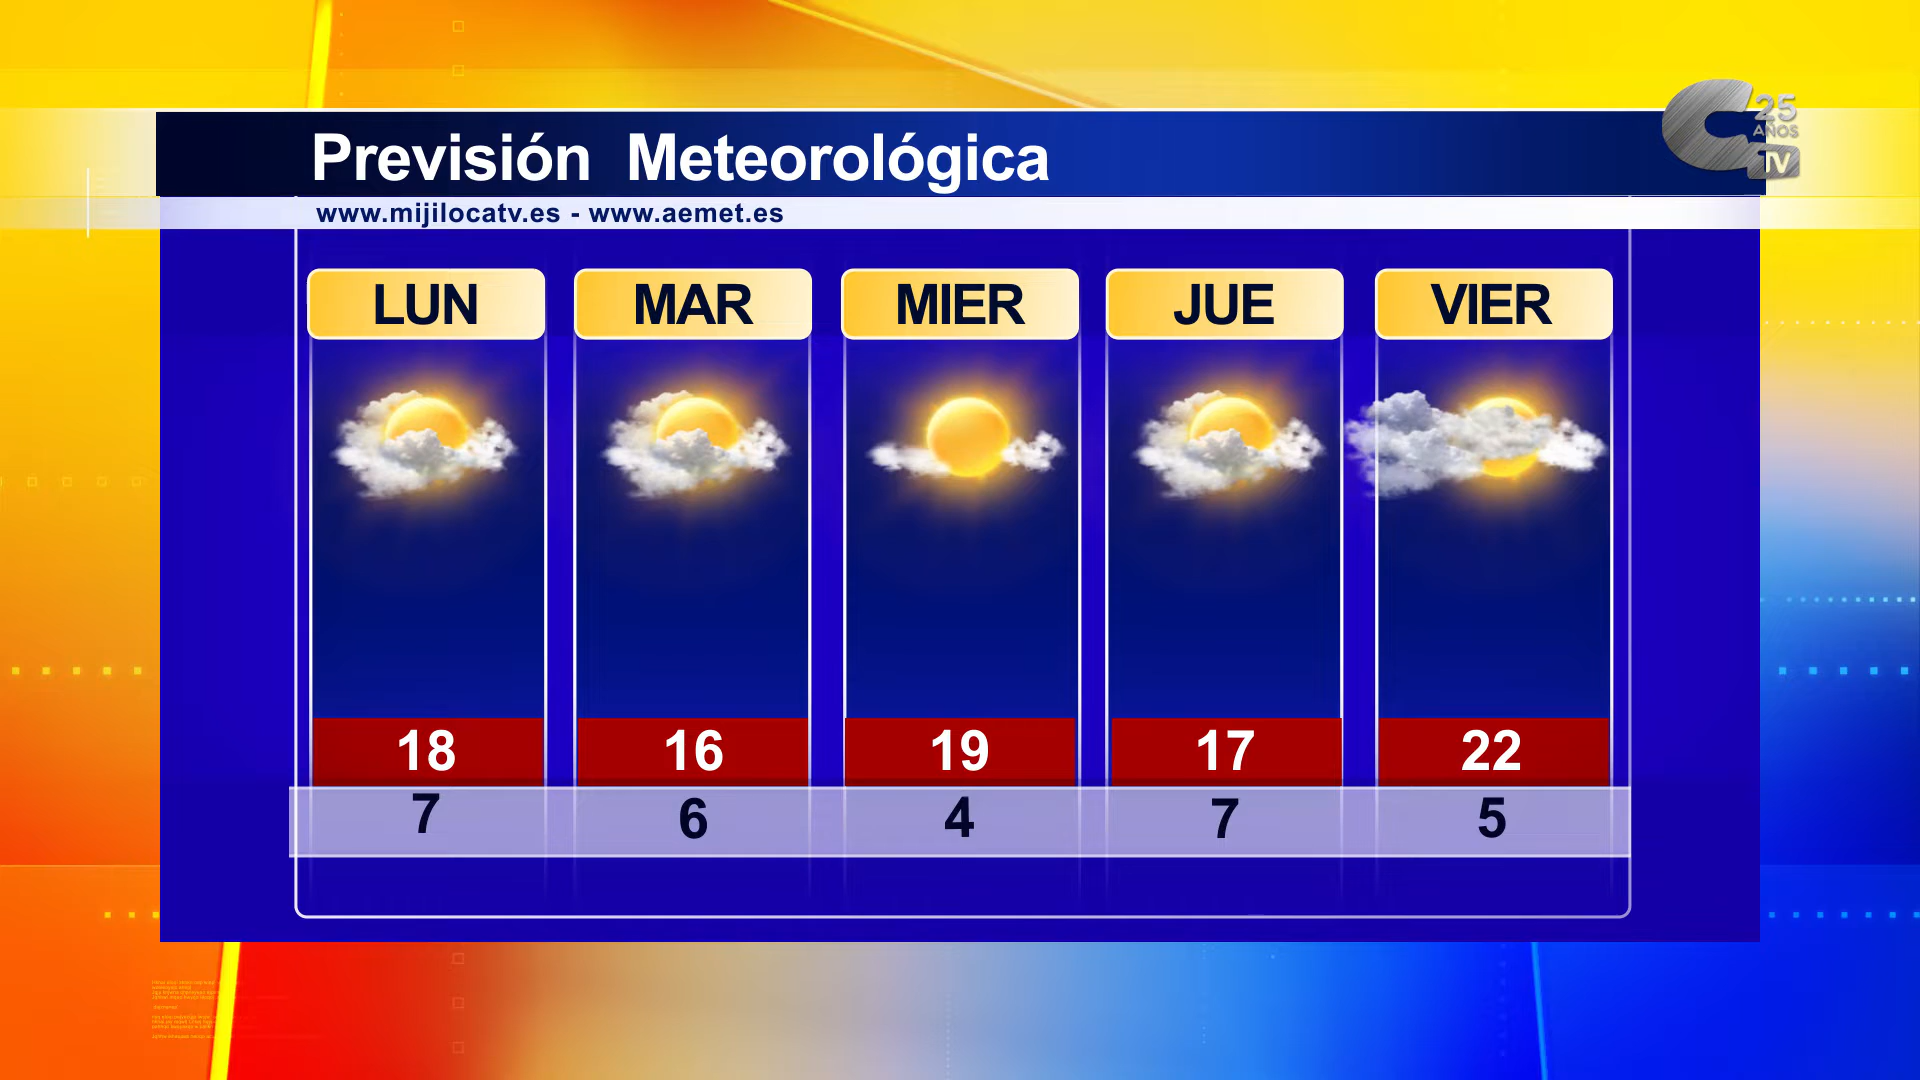 Previsión Meteorológica
25
AÑOS
TV
www.mijilocatv.es - www.aemet.es
LUN MAR MIER JUE VIER
18 16 19 17 22
7 6 4 7 5